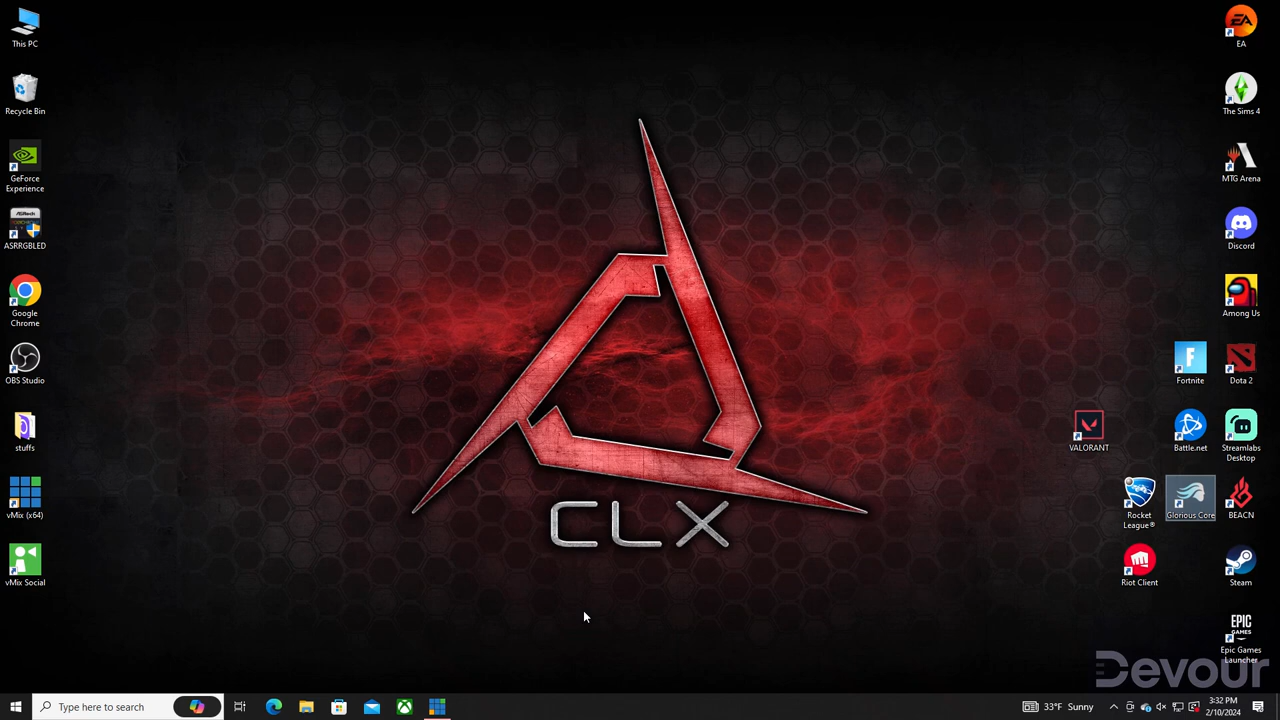 This PC
Recycle Bin
GeForce
Experience
ASRock
ASRRGBLED
Google
Chrome
OBS Studio
stuffs
vMix (x64)
vMix Social
CLX
EA
EA
The Sims 4
MTG Arena
Discord
Among Us
F
Fortnite
Dota 2
VALORANT
Battle.net
Streamlabs
Desktop
Rocket
League®
Glorious Core
BEACN
Riot Client
Steam
EPIC
GAMES
Epic Games
Launcher
Devour
Type here to search
33°F Sunny
3:32 PM
2/10/2024